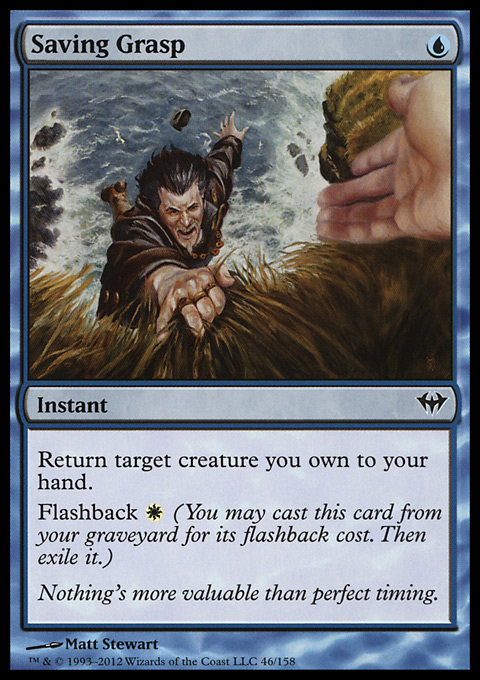 Saving Grasp
Instant
Return target creature you own to your
hand.
Flashback (You may cast this card from
your graveyard for its flashback cost. Then
exile it.)
Nothing's more valuable than perfect timing.
Matt Stewart
™ & © 1993–2012 Wizards of the Coast LLC 46/158